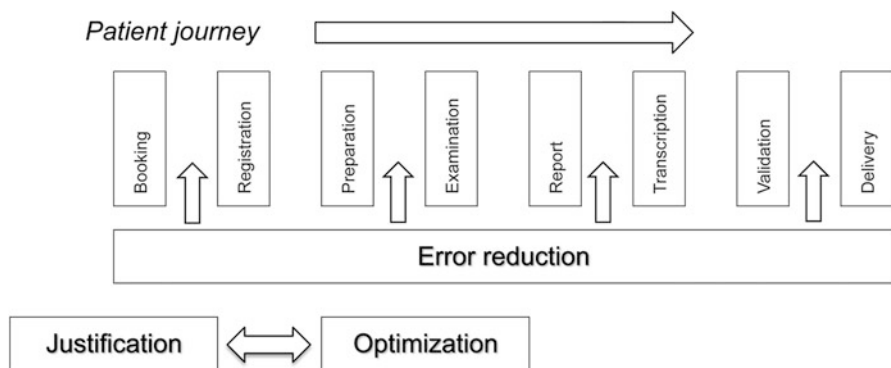 Patient journey
Booking
Registration
Preparation
Examination
Report
Transcription
Validation
Delivery
Error reduction
Justification
Optimization